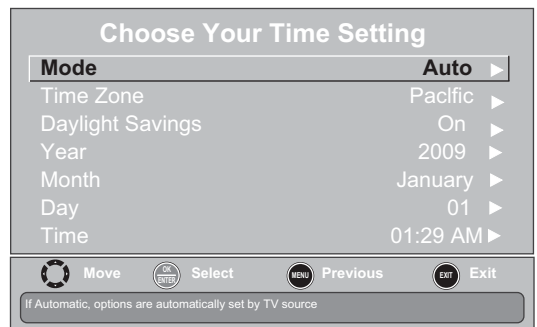 Choose Your Time Setting
Mode Auto
Time Zone Paclfic
Daylight Savings On
Year 2009
Month January
Day 01
Time 01:29 AM
Move OK ENTER Select MENU Previous EXIT Exit
If Automatic, options are automatically set by TV source